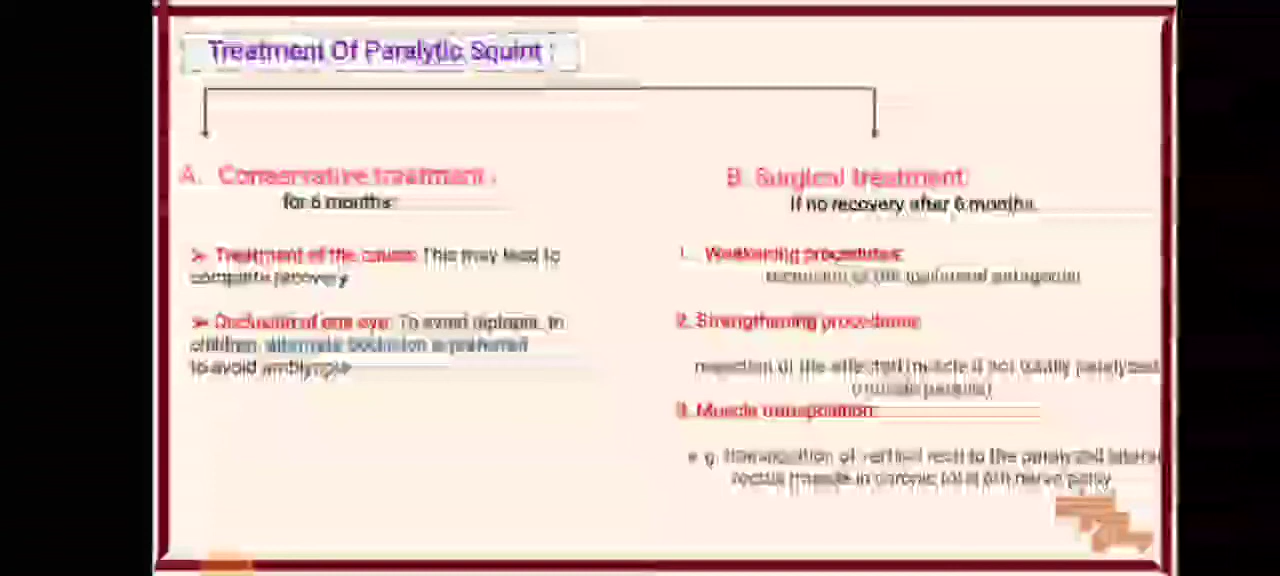 Treatment Of Paralytic Squint :
A. Conservative treatment :
for 6 months
➢ Treatment of the cause: This may lead to
complete recovery
➢ Occlusion of one eye: To avoid diplopia, in
children, alternate occlusion is preferred
to avoid amblyopia
B. Surgical treatment:
If no recovery after 6 months.
1. Weakening procedures:
recession of the ipsilateral antagonist
2. Strengthening procedures:
resection of the affected muscle if not totally paralyzed
(muscle paresis)
3. Muscle transposition:
e.g. transposition of vertical recti to the paralyzed lateral
rectus muscle in chronic total 6th nerve palsy